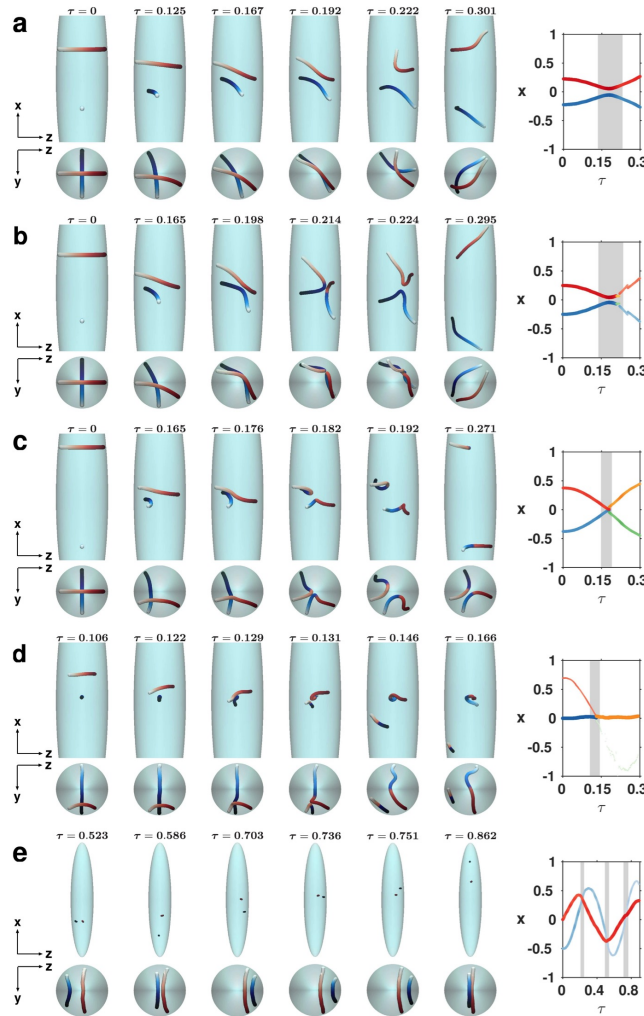 a
τ = 0 τ = 0.125 τ = 0.167 τ = 0.192 τ = 0.222 τ = 0.301
x
z
z
y
x
1
0.5
0
-0.5
-1
0 0.15 0.3
τ
b
τ = 0 τ = 0.165 τ = 0.198 τ = 0.214 τ = 0.224 τ = 0.295
x
z
z
y
x
1
0.5
0
-0.5
-1
0 0.15 0.3
τ
c
τ = 0 τ = 0.165 τ = 0.176 τ = 0.182 τ = 0.192 τ = 0.271
x
z
z
y
x
1
0.5
0
-0.5
-1
0 0.15 0.3
τ
d
τ = 0.106 τ = 0.122 τ = 0.129 τ = 0.131 τ = 0.146 τ = 0.166
x
z
z
y
x
1
0.5
0
-0.5
-1
0 0.15 0.3
τ
e
τ = 0.523 τ = 0.586 τ = 0.703 τ = 0.736 τ = 0.751 τ = 0.862
x
z
z
y
x
1
0.5
0
-0.5
-1
0 0.4 0.8
τ